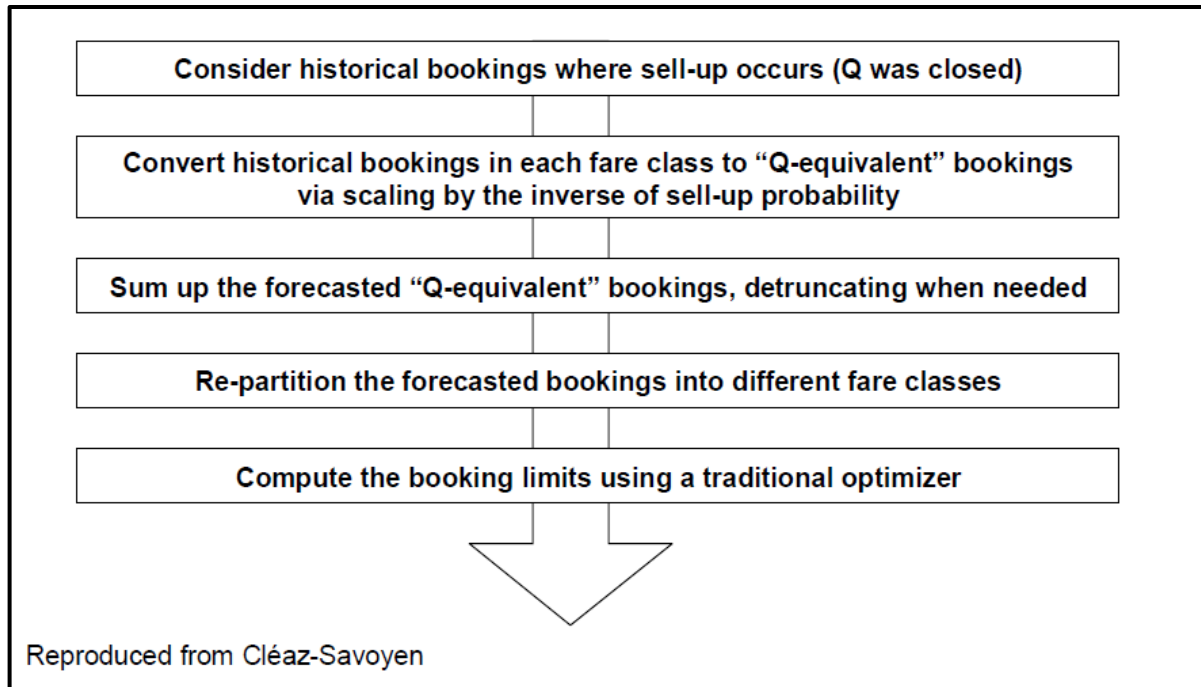 Consider historical bookings where sell-up occurs (Q was closed)
Convert historical bookings in each fare class to “Q-equivalent” bookings
via scaling by the inverse of sell-up probability
Sum up the forecasted “Q-equivalent” bookings, detruncating when needed
Re-partition the forecasted bookings into different fare classes
Compute the booking limits using a traditional optimizer
Reproduced from Cléaz-Savoyen